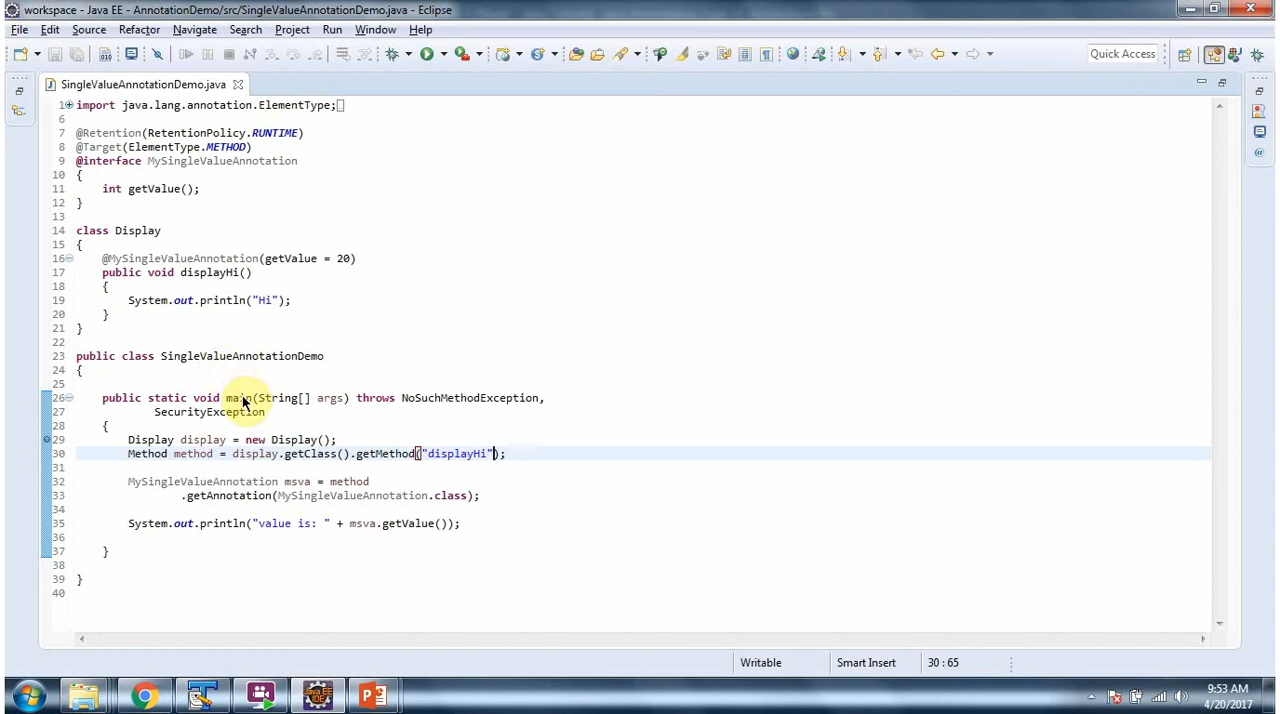 workspace - Java EE - AnnotationDemo/src/SingleValueAnnotationDemo.java - Eclipse
File Edit Source Refactor Navigate Search Project Run Window Help
Quick Access
SingleValueAnnotationDemo.java
1 import java.lang.annotation.ElementType;
6
7 @Retention(RetentionPolicy.RUNTIME)
8 @Target(ElementType.METHOD)
9 @interface MySingleValueAnnotation
10 {
11 int getValue();
12 }
13
14 class Display
15 {
16 @MySingleValueAnnotation(getValue = 20)
17 public void displayHi()
18 {
19 System.out.println("Hi");
20 }
21 }
22
23 public class SingleValueAnnotationDemo
24 {
25
26 public static void main(String[] args) throws NoSuchMethodException,
27 SecurityException
28 {
29 Display display = new Display();
30 Method method = display.getClass().getMethod("displayHi");
31
32 MySingleValueAnnotation msva = method
33 .getAnnotation(MySingleValueAnnotation.class);
34
35 System.out.println("value is: " + msva.getValue());
36
37 }
38
39 }
40
Writable Smart Insert 30 : 65
Java EE IDE
9:53 AM
4/20/2017